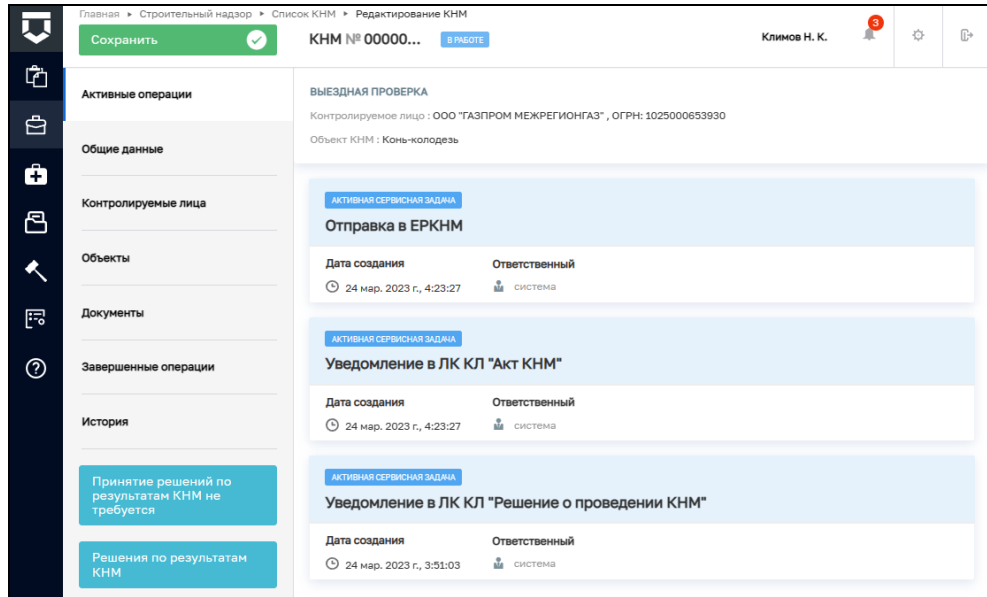 Главная ▸ Строительный надзор ▸ Список КНМ ▸ Редактирование КНМ
Сохранить
КНМ № 00000...
В РАБОТЕ
Климов Н. К.
3
Активные операции
Общие данные
Контролируемые лица
Объекты
Документы
Завершенные операции
История
Принятие решений по
результатам КНМ не
требуется
Решения по результатам
КНМ
ВЫЕЗДНАЯ ПРОВЕРКА
Контролируемое лицо : ООО "ГАЗПРОМ МЕЖРЕГИОНГАЗ" , ОГРН: 1025000653930
Объект КНМ : Конь-колодезь
АКТИВНАЯ СЕРВИСНАЯ ЗАДАЧА
Отправка в ЕРКНМ
Дата создания Ответственный
24 мар. 2023 г., 4:23:27 система
АКТИВНАЯ СЕРВИСНАЯ ЗАДАЧА
Уведомление в ЛК КЛ "Акт КНМ"
Дата создания Ответственный
24 мар. 2023 г., 4:23:27 система
АКТИВНАЯ СЕРВИСНАЯ ЗАДАЧА
Уведомление в ЛК КЛ "Решение о проведении КНМ"
Дата создания Ответственный
24 мар. 2023 г., 3:51:03 система